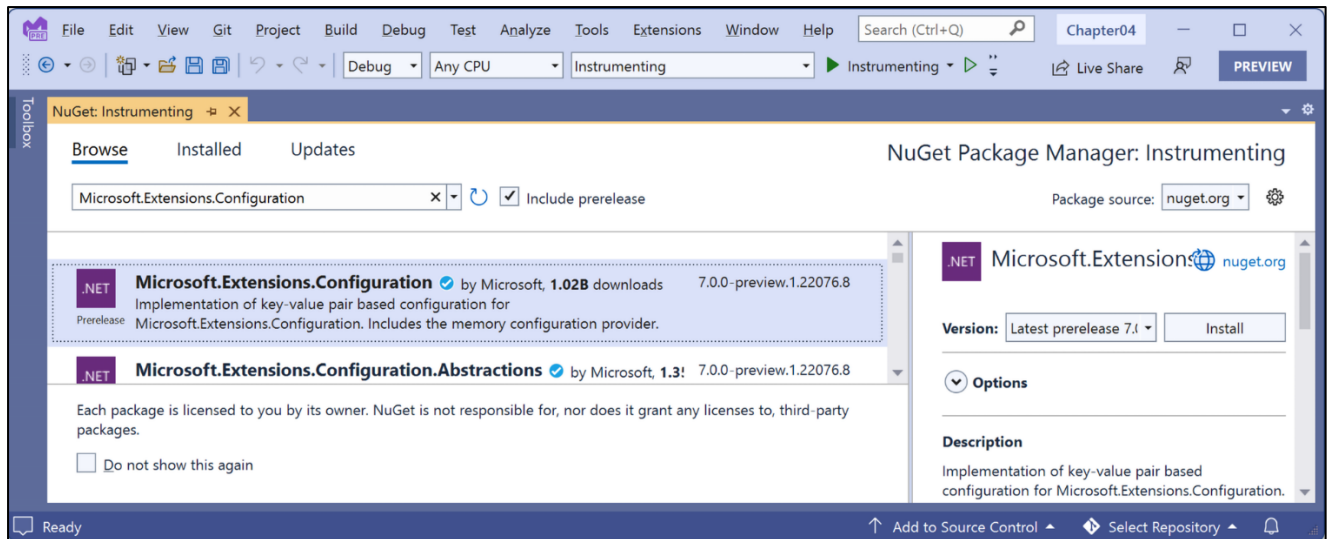 PRE File Edit View Git Project Build Debug Test Analyze Tools Extensions Window Help Search (Ctrl+Q) Chapter04
Debug Any CPU Instrumenting Instrumenting Live Share PREVIEW
Toolbox
NuGet: Instrumenting
Browse Installed Updates
NuGet Package Manager: Instrumenting
Microsoft.Extensions.Configuration Include prerelease
Package source: nuget.org
.NET Microsoft.Extensions.Configuration by Microsoft, 1.02B downloads 7.0.0-preview.1.22076.8
Implementation of key-value pair based configuration for
Prerelease Microsoft.Extensions.Configuration. Includes the memory configuration provider.
.NET Microsoft.Extensions.Configuration.Abstractions by Microsoft, 7.0.0-preview.1.22076.8
Each package is licensed to you by its owner. NuGet is not responsible for, nor does it grant any licenses to, third-party
packages.
Do not show this again
.NET Microsoft.Extensions nuget.org
Version: Latest prerelease Install
Options
Description
Implementation of key-value pair based
configuration for Microsoft.Extensions.Configuration.
Ready Add to Source Control Select Repository